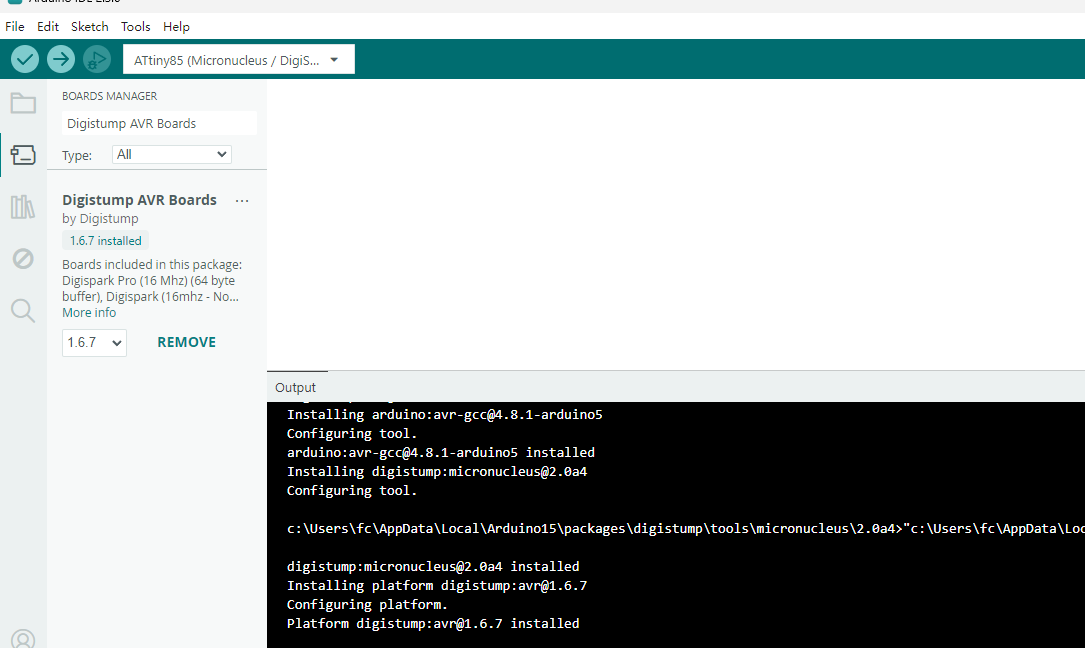 File Edit Sketch Tools Help
ATtiny85 (Micronucleus / DigiS...
BOARDS MANAGER
Digistump AVR Boards
Type: All
Digistump AVR Boards ...
by Digistump
1.6.7 installed
Boards included in this package:
Digispark Pro (16 Mhz) (64 byte
buffer), Digispark (16mhz - No...
More info
1.6.7 REMOVE
Output
Installing arduino:avr-gcc@4.8.1-arduino5
Configuring tool.
arduino:avr-gcc@4.8.1-arduino5 installed
Installing digistump:micronucleus@2.0a4
Configuring tool.
c:\Users\fc\AppData\Local\Arduino15\packages\digistump\tools\micronucleus\2.0a4>"c:\Users\fc\AppData\Loc
digistump:micronucleus@2.0a4 installed
Installing platform digistump:avr@1.6.7
Configuring platform.
Platform digistump:avr@1.6.7 installed